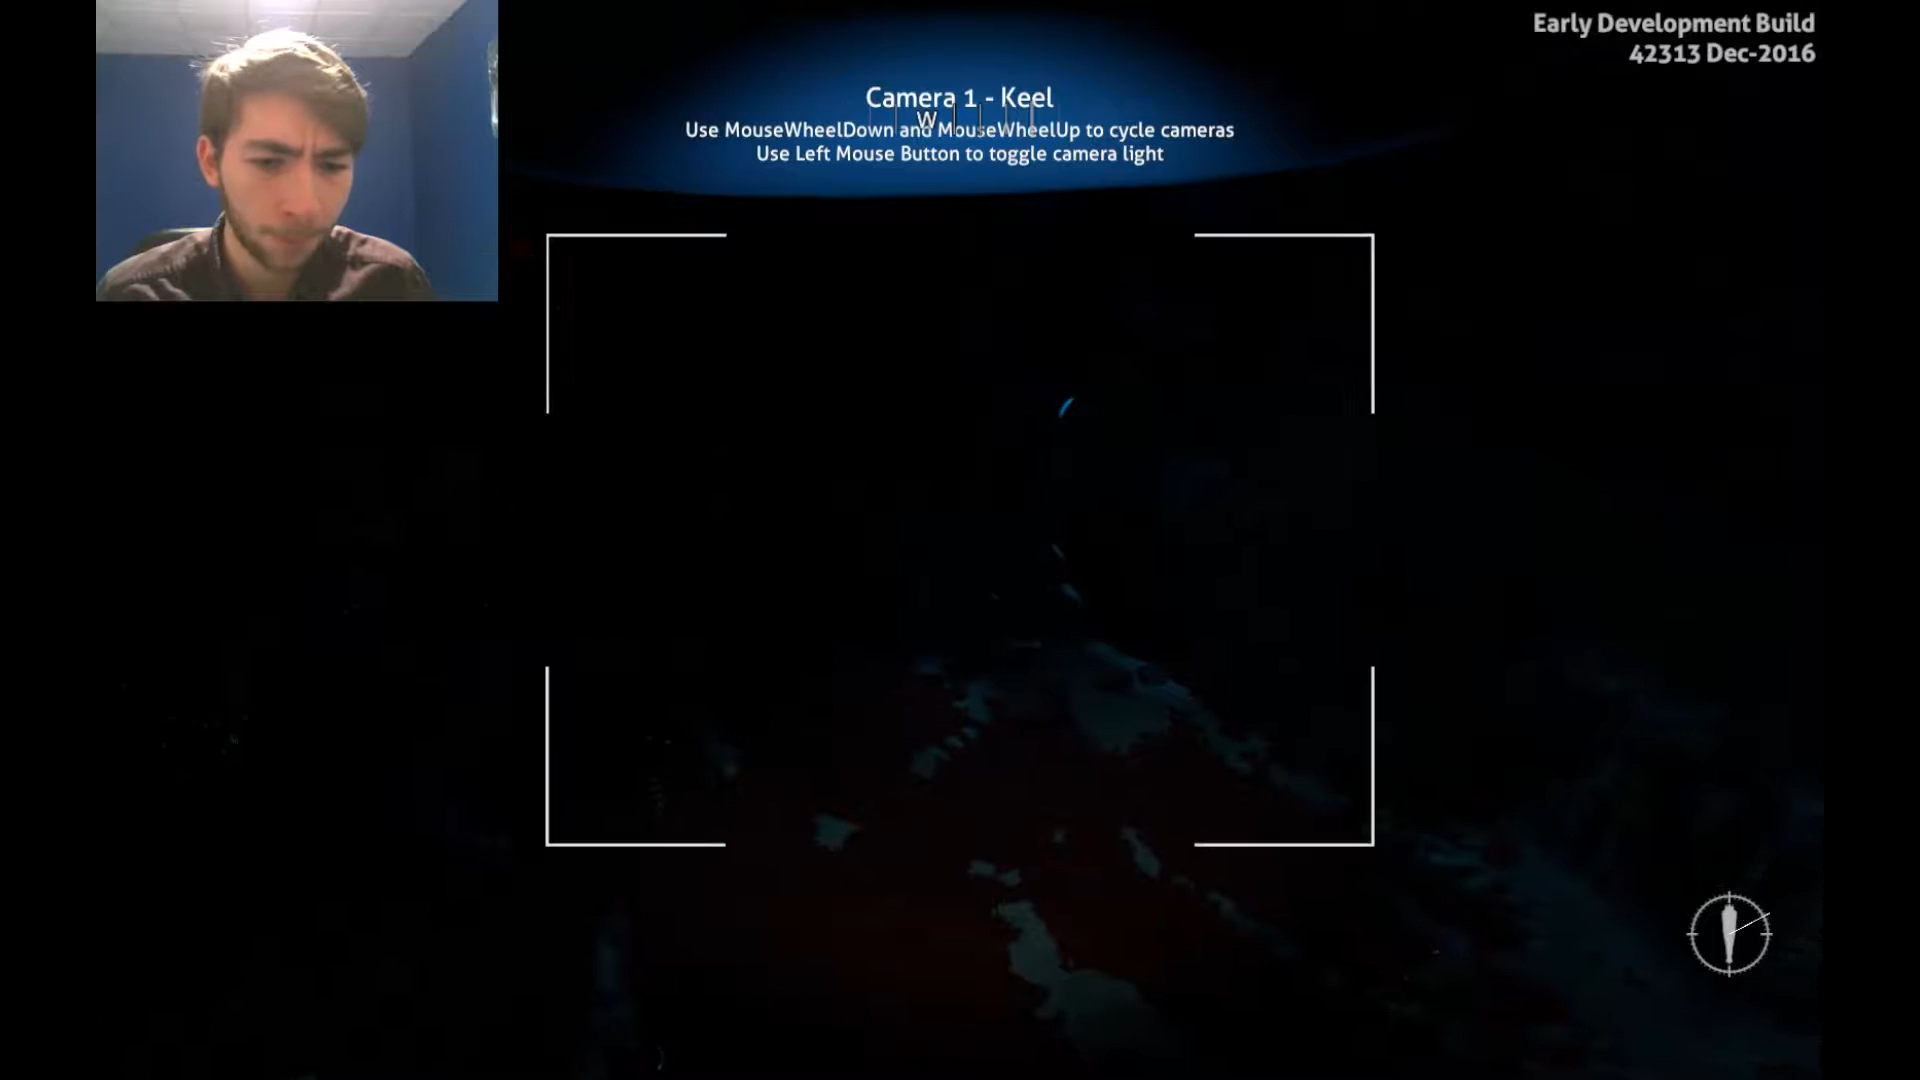 Early Development Build
42313 Dec-2016
Camera 1 - Keel
W
Use MouseWheelDown and MouseWheelUp to cycle cameras
Use Left Mouse Button to toggle camera light